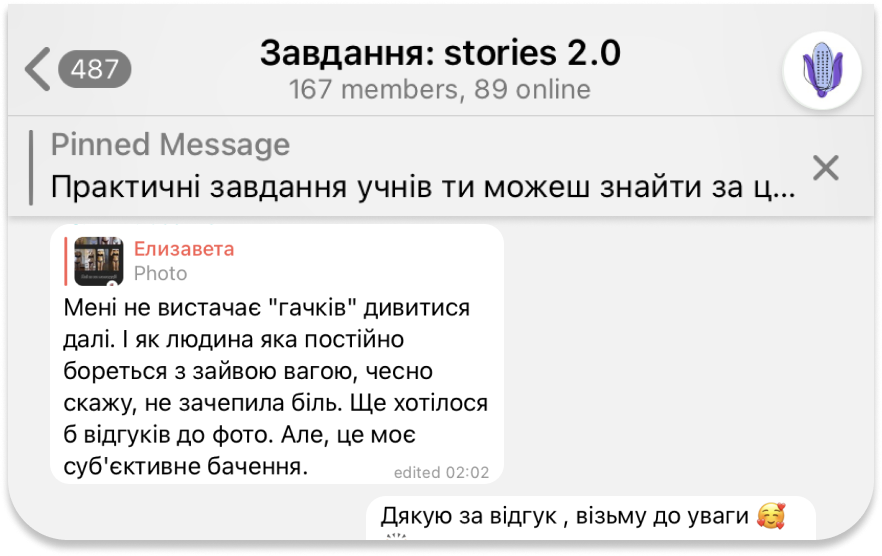 487
Завдання: stories 2.0
167 members, 89 online
Pinned Message
Практичні завдання учнів ти можеш знайти за ц...
Елизавета
Photo
Мені не вистачає "гачків" дивитися
далі. І як людина яка постійно
бореться з зайвою вагою, чесно
скажу, не зачепила біль. Ще хотілося
б відгуків до фото. Але, це моє
суб'єктивне бачення.
edited 02:02
Дякую за відгук , візьму до уваги 🥰